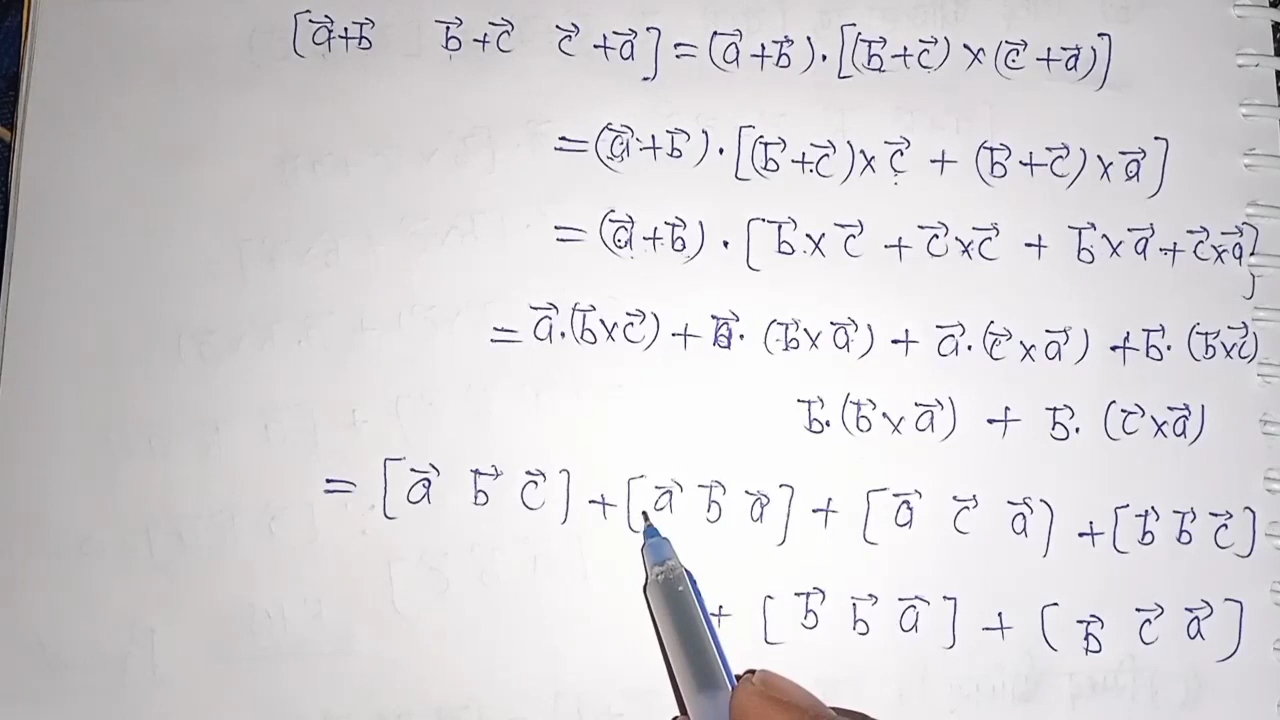 [a⃗+b⃗ b⃗+c⃗ c⃗+a⃗] = (a⃗+b⃗)·[(b⃗+c⃗)×(c⃗+a⃗)]
= (a⃗+b⃗)·[(b⃗+c⃗)×c⃗ + (b⃗+c⃗)×a⃗]
= (a⃗+b⃗)·[b⃗×c⃗ + c⃗×c⃗ + b⃗×a⃗ + c⃗×a⃗]
= a⃗·(b⃗×c⃗) + a⃗·(b⃗×a⃗) + a⃗·(c⃗×a⃗) + b⃗·(b⃗×c⃗)
b⃗·(b⃗×a⃗) + b⃗·(c⃗×a⃗)
= [a⃗ b⃗ c⃗] + [a⃗ b⃗ a⃗] + [a⃗ c⃗ a⃗] + [b⃗ b⃗ c⃗]
+ [b⃗ b⃗ a⃗] + [b⃗ c⃗ a⃗]